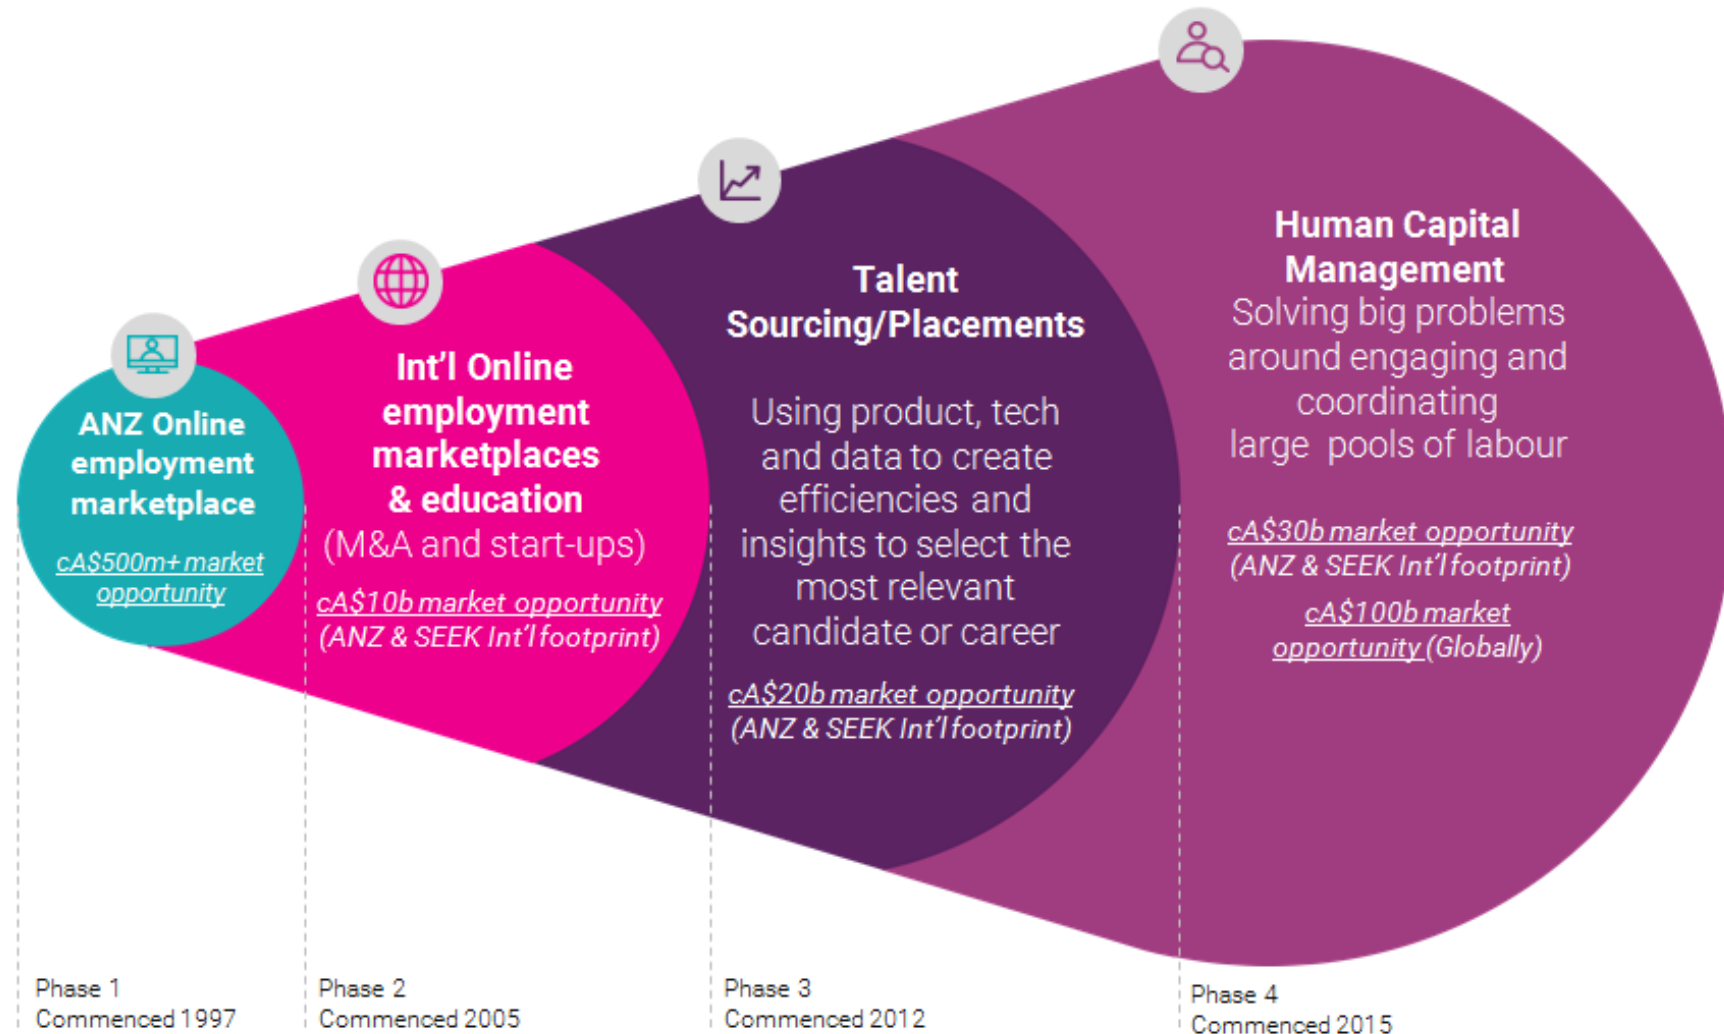 ANZ Online
employment
marketplace
cA$500m+ market
opportunity
Int'l Online
employment
marketplaces
& education
(M&A and start-ups)
cA$10b market opportunity
(ANZ & SEEK Int'l footprint)
Talent
Sourcing/Placements
Using product, tech
and data to create
efficiencies and
insights to select the
most relevant
candidate or career
cA$20b market opportunity
(ANZ & SEEK Int'l footprint)
Human Capital
Management
Solving big problems
around engaging and
coordinating
large pools of labour
cA$30b market opportunity
(ANZ & SEEK Int'l footprint)
cA$100b market
opportunity (Globally)
Phase 1
Commenced 1997
Phase 2
Commenced 2005
Phase 3
Commenced 2012
Phase 4
Commenced 2015